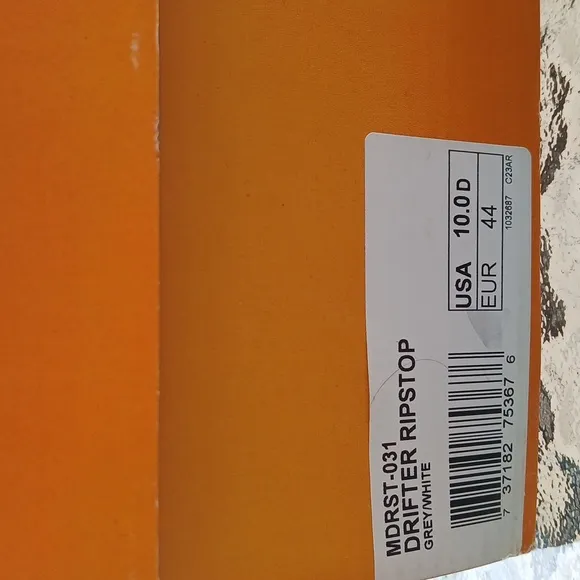 MDRST-031
DRIFTER RIPSTOP
GREY/WHITE
7 37182 75367 6
USA 10.0 D
EUR 44
1032687 C23AR